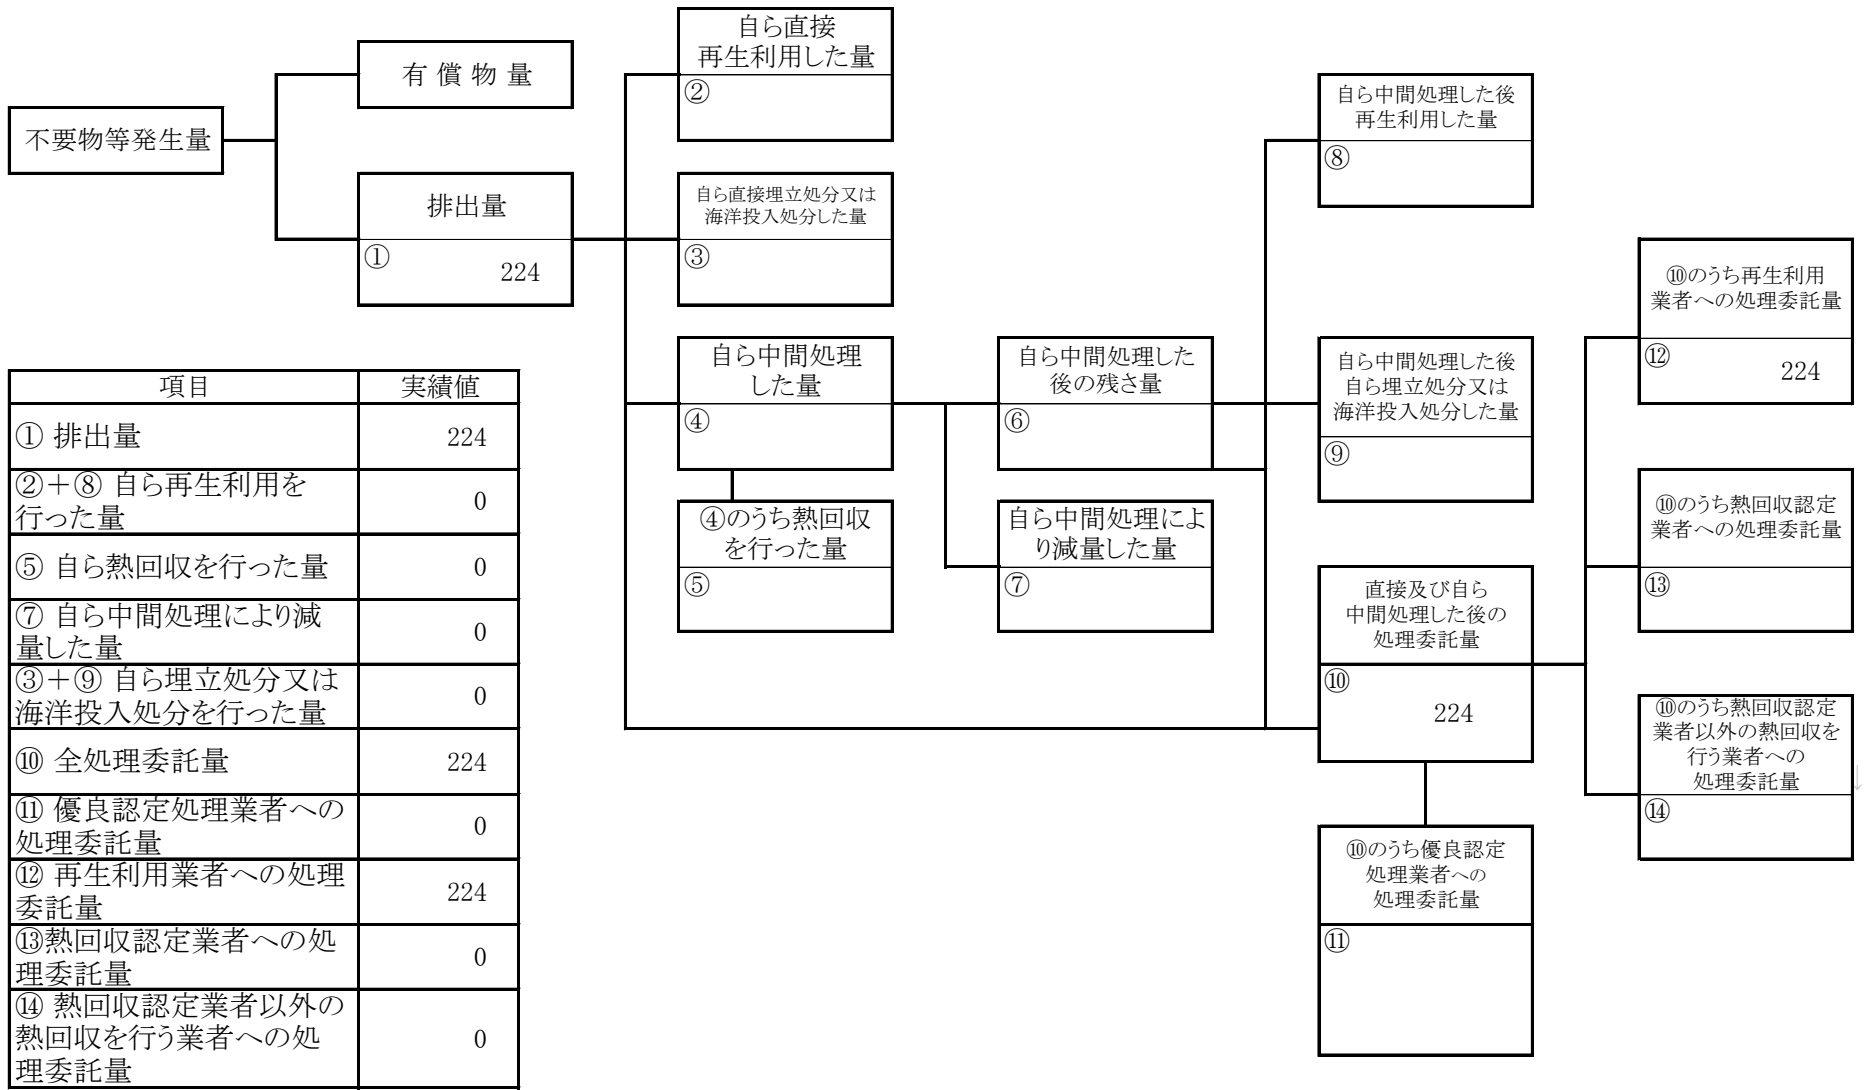 不要物等発生量
有 償 物 量
排出量
①
224
自ら直接
再生利用した量
②
自ら直接埋立処分又は
海洋投入処分した量
③
自ら中間処理
した量
④
④のうち熱回収
を行った量
⑤
自ら中間処理した
後の残さ量
⑥
自ら中間処理によ
り減量した量
⑦
自ら中間処理した後
再生利用した量
⑧
自ら中間処理した後
自ら埋立処分又は
海洋投入処分した量
⑨
直接及び自ら
中間処理した後の
処理委託量
⑩
224
⑩のうち優良認定
処理業者への
処理委託量
⑪
⑩のうち再生利用
業者への処理委託量
⑫
224
⑩のうち熱回収認定
業者への処理委託量
⑬
⑩のうち熱回収認定
業者以外の熱回収を
行う業者への
処理委託量
⑭
項目 実績値
① 排出量 224
②+⑧ 自ら再生利用を
行った量 0
⑤ 自ら熱回収を行った量 0
⑦ 自ら中間処理により減
量した量 0
③+⑨ 自ら埋立処分又は
海洋投入処分を行った量 0
⑩ 全処理委託量 224
⑪ 優良認定処理業者への
処理委託量 0
⑫ 再生利用業者への処理
委託量 224
⑬熱回収認定業者への処
理委託量 0
⑭ 熱回収認定業者以外の
熱回収を行う業者への処
理委託量 0